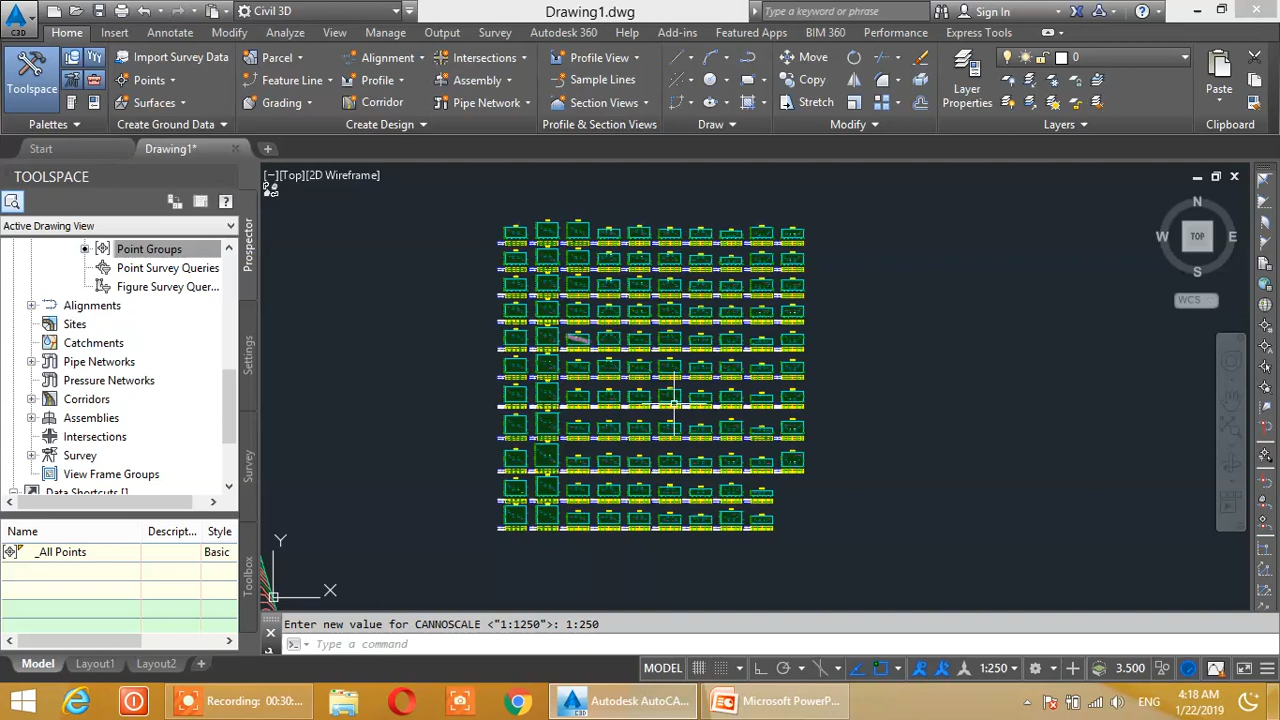 C3D Civil 3D Drawing1.dwg Type a keyword or phrase Sign In
Home Insert Annotate Modify Analyze View Manage Output Survey Autodesk 360 Help Add-ins Featured Apps BIM 360 Performance Express Tools
Toolspace Import Survey Data Parcel Alignment Intersections Profile View Move 0
Points Feature Line Profile Assembly Sample Lines Copy
Surfaces Grading Corridor Pipe Network Section Views Stretch Layer Properties Paste
Palettes Create Ground Data Create Design Profile & Section Views Draw Modify Layers Clipboard
Start Drawing1*
TOOLSPACE
[−][Top][2D Wireframe]
Active Drawing View
Point Groups
Point Survey Queries
Figure Survey Quer...
Alignments
Sites
Catchments
Pipe Networks
Pressure Networks
Corridors
Assemblies
Intersections
Survey
View Frame Groups
Data Shortcuts []
Name Descript... Style
_All Points Basic
Prospector
Settings
Survey
Toolbox
N
W TOP E
S
WCS
Y
X
Enter new value for CANNOSCALE <"1:1250">: 1:250
Type a command
Model Layout1 Layout2 MODEL 1:250 3.500
Recording: 00:30:... Autodesk AutoCA... Microsoft PowerP... ENG 4:18 AM
1/22/2019